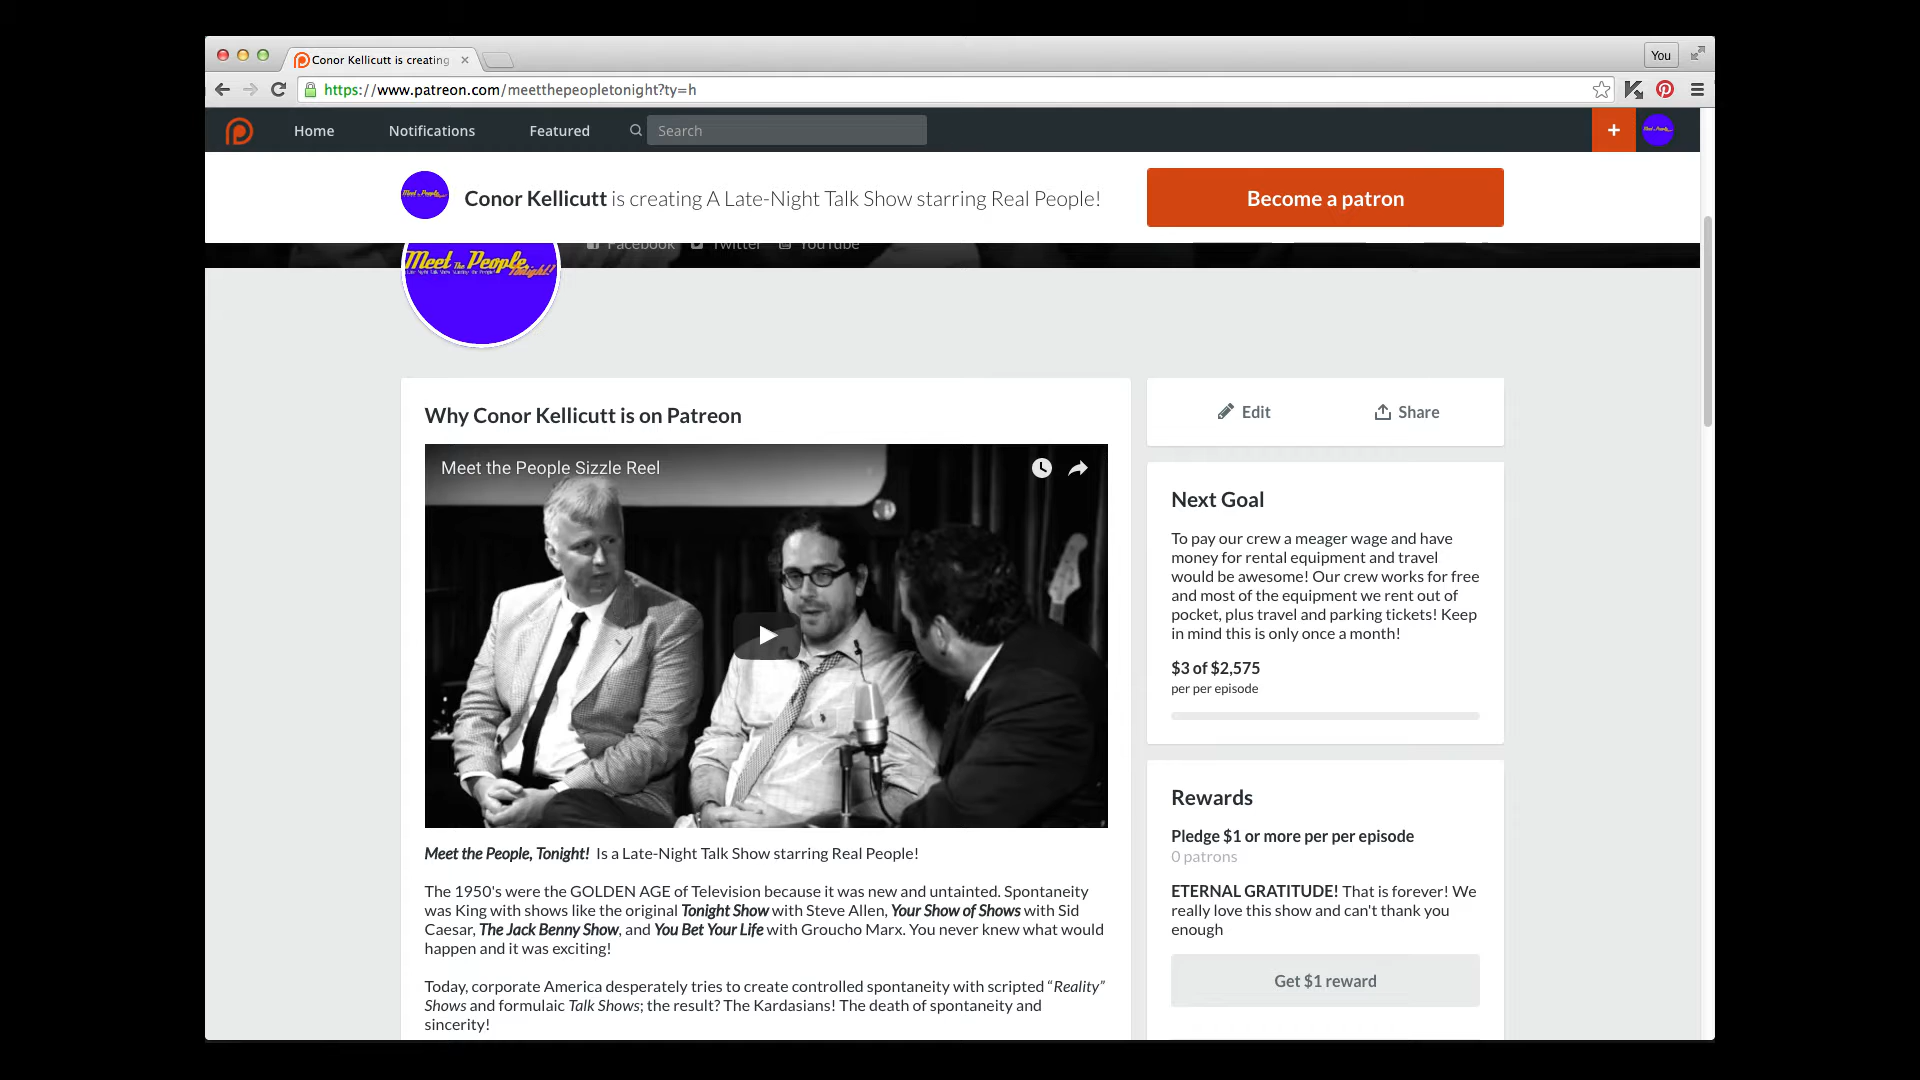 Conor Kellicutt is creating
You
https://www.patreon.com/meetthepeopletonight?ty=h
Home Notifications Featured Search
+
Conor Kellicutt is creating A Late-Night Talk Show starring Real People!
Become a patron
Facebook Twitter YouTube
Meet The People Tonight!
Late Night Talk Show Starring the People!
Why Conor Kellicutt is on Patreon
Meet the People Sizzle Reel
Meet the People, Tonight! Is a Late-Night Talk Show starring Real People!
The 1950's were the GOLDEN AGE of Television because it was new and untainted. Spontaneity
was King with shows like the original Tonight Show with Steve Allen, Your Show of Shows with Sid
Caesar, The Jack Benny Show, and You Bet Your Life with Groucho Marx. You never knew what would
happen and it was exciting!
Today, corporate America desperately tries to create controlled spontaneity with scripted “Reality”
Shows and formulaic Talk Shows; the result? The Kardasians! The death of spontaneity and
sincerity!
Edit Share
Next Goal
To pay our crew a meager wage and have
money for rental equipment and travel
would be awesome! Our crew works for free
and most of the equipment we rent out of
pocket, plus travel and parking tickets! Keep
in mind this is only once a month!
$3 of $2,575
per per episode
Rewards
Pledge $1 or more per per episode
0 patrons
ETERNAL GRATITUDE! That is forever! We
really love this show and can't thank you
enough
Get $1 reward